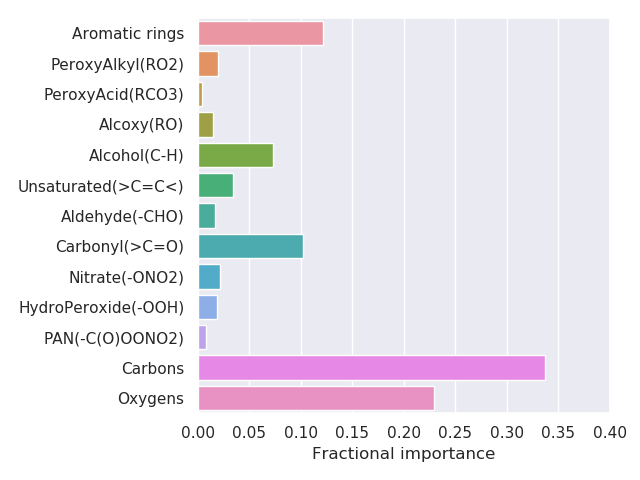 Aromatic rings
PeroxyAlkyl(RO2)
PeroxyAcid(RCO3)
Alcoxy(RO)
Alcohol(C-H)
Unsaturated(>C=C<)
Aldehyde(-CHO)
Carbonyl(>C=O)
Nitrate(-ONO2)
HydroPeroxide(-OOH)
PAN(-C(O)OONO2)
Carbons
Oxygens
0.00 0.05 0.10 0.15 0.20 0.25 0.30 0.35 0.40
Fractional importance